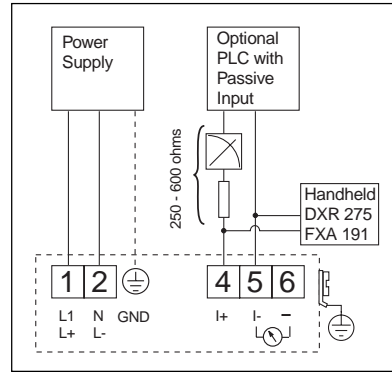 Power
Supply
Optional
PLC with
Passive
Input
250 - 600 ohms
Handheld
DXR 275
FXA 191
1 2 4 5 6
L1 N GND I+ I- –
L+ L-